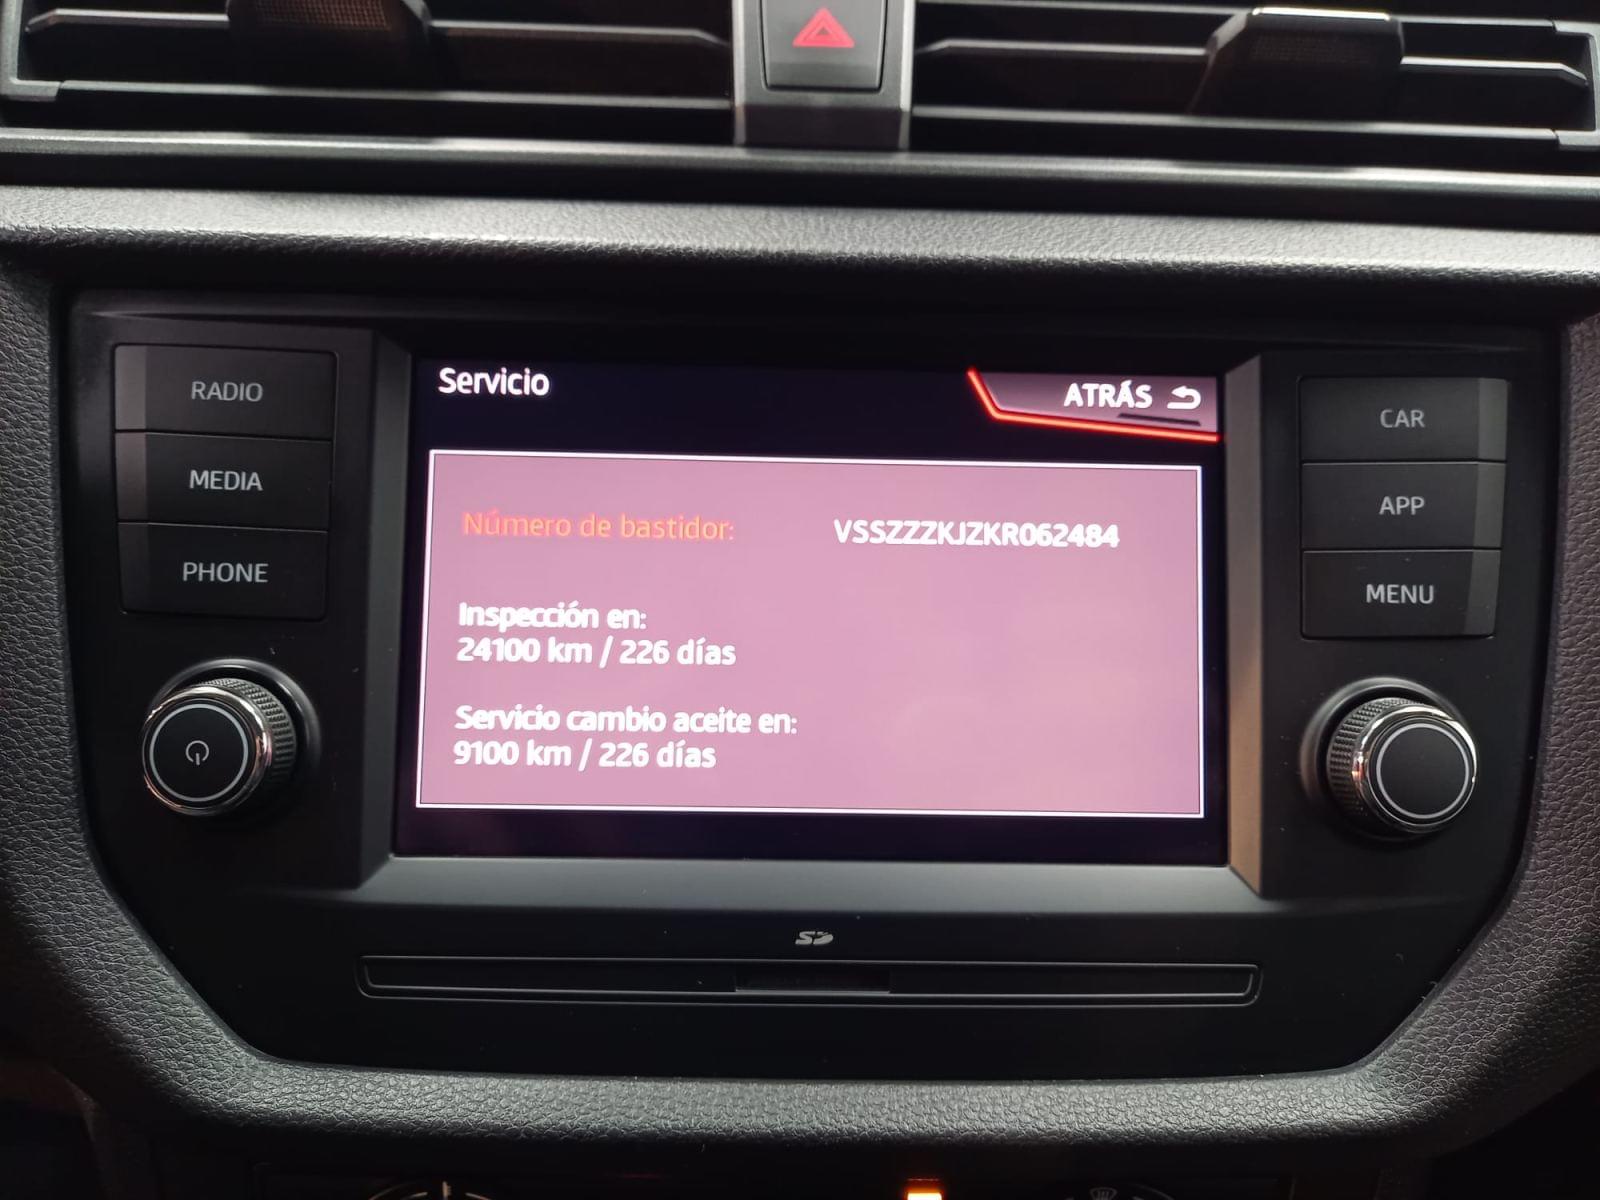 Servicio
ATRÁS
RADIO
MEDIA
PHONE
CAR
APP
MENU
Número de bastidor: VSSZZZKJZKR062484
Inspección en:
24100 km / 226 días
Servicio cambio aceite en:
9100 km / 226 días
SD